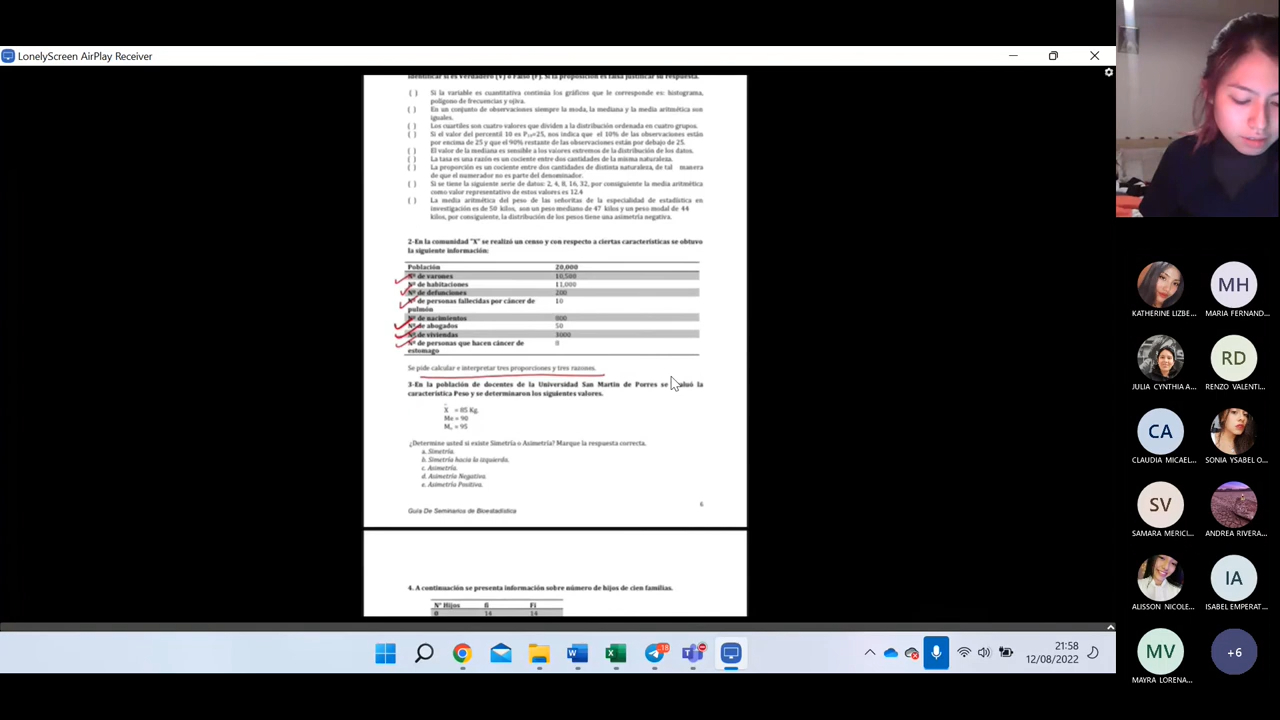 LonelyScreen AirPlay Receiver
identificar si es Verdadero (V) o Falso (F). Si la proposición es falsa justificar su respuesta.
( ) Si la variable es cuantitativa continúa los gráficos que le corresponde es: histograma,
polígono de frecuencias y ojiva.
( ) En un conjunto de observaciones siempre la moda, la mediana y la media aritmética son
iguales.
( ) Los cuartiles son cuatro valores que dividen a la distribución ordenada en cuatro grupos.
( ) Si el valor del percentil 10 es P₁₀=25, nos indica que el 10% de las observaciones están
por encima de 25 y que el 90% restante de las observaciones están por debajo de 25.
( ) El valor de la mediana es sensible a los valores extremos de la distribución de los datos.
( ) La tasa es una razón es un cociente entre dos cantidades de la misma naturaleza.
( ) La proporción es un cociente entre dos cantidades de distinta naturaleza, de tal manera
de que el numerador no es parte del denominador.
( ) Si se tiene la siguiente serie de datos: 2, 4, 8, 16, 32, por consiguiente la media aritmética
como valor representativo de estos valores es 12.4
( ) La media aritmética del peso de las señoritas de la especialidad de estadística en
investigación es de 50 kilos, aon un peso mediano de 47 kilos y un peso modal de 44
kilos, por consiguiente, la distribución de los pesos tiene una asimetría negativa.
2-En la comunidad "X" se realizó un censo y con respecto a ciertas características se obtuvo
la siguiente información:
Población 20,000
Nº de varones 10,500
Nº de habitaciones 11,000
Nº de defunciones 200
Nº de personas fallecidas por cáncer de 10
pulmón
Nº de nacimientos 800
Nº de abogados 50
Nº de viviendas 3000
Nº de personas que hacen cáncer de 8
estomago
Se pide calcular e interpretar tres proporciones y tres razones.
3-En la población de docentes de la Universidad San Martin de Porres se evaluó la
característica Peso y se determinaron los siguientes valores.
X = 85 Kg.
Me = 90
Mₒ = 95
¿Determine usted si existe Simetría o Asimetría? Marque la respuesta correcta.
a. Simetría.
b. Simetría hacia la izquierda.
c. Asimetría.
d. Asimetría Negativa.
e. Asimetría Positiva.
6
Guía De Seminarios de Bioestadística
4. A continuación se presenta información sobre número de hijos de cien familias.
Nº Hijos fi Fi
0 14 14
KATHERINE LIZBE...
MH
MARIA FERNAND...
JULIA CYNTHIA A...
RD
RENZO VALENTI...
CA
CLAUDIA MICAEL...
SONIA YSABEL O...
SV
SAMARA MERICI...
ANDREA RIVERA...
ALISSON NICOLE...
IA
ISABEL EMPERAT...
MV
MAYRA LORENA...
+6
18
21:58
12/08/2022